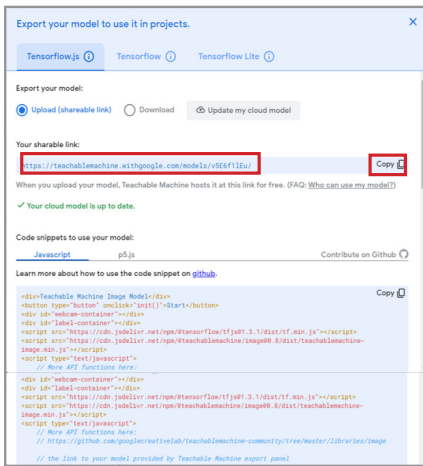 Export your model to use it in projects.
Tensorflow.js
Tensorflow
Tensorflow Lite
Export your model:
Upload (shareable link)
Download
Update my cloud model
Your sharable link:
https://teachablemachine.withgoogle.com/models/v5E6f1lEu/
Copy
When you upload your model, Teachable Machine hosts it at this link for free. (FAQ: Who can use my model?)
✓ Your cloud model is up to date.
Code snippets to use your model:
Javascript
p5.js
Contribute on Github
Learn more about how to use the code snippet on github.
Copy
<div>Teachable Machine Image Model</div>
<button type="button" onclick="init()">Start</button>
<div id="webcam-container"></div>
<div id="label-container"></div>
<script src="https://cdn.jsdelivr.net/npm/@tensorflow/tfjs@1.3.1/dist/tf.min.js"></script>
<script src="https://cdn.jsdelivr.net/npm/@teachablemachine/image@0.8/dist/teachablemachine-
image.min.js"></script>
<script type="text/javascript">
// More API functions here:
<div id="webcam-container"></div>
<div id="label-container"></div>
<script src="https://cdn.jsdelivr.net/npm/@tensorflow/tfjs@1.3.1/dist/tf.min.js"></script>
<script src="https://cdn.jsdelivr.net/npm/@teachablemachine/image@0.8/dist/teachablemachine-
image.min.js"></script>
<script type="text/javascript">
// More API functions here:
// https://github.com/googlecreativelab/teachablemachine-community/tree/master/libraries/image
// the link to your model provided by Teachable Machine export panel